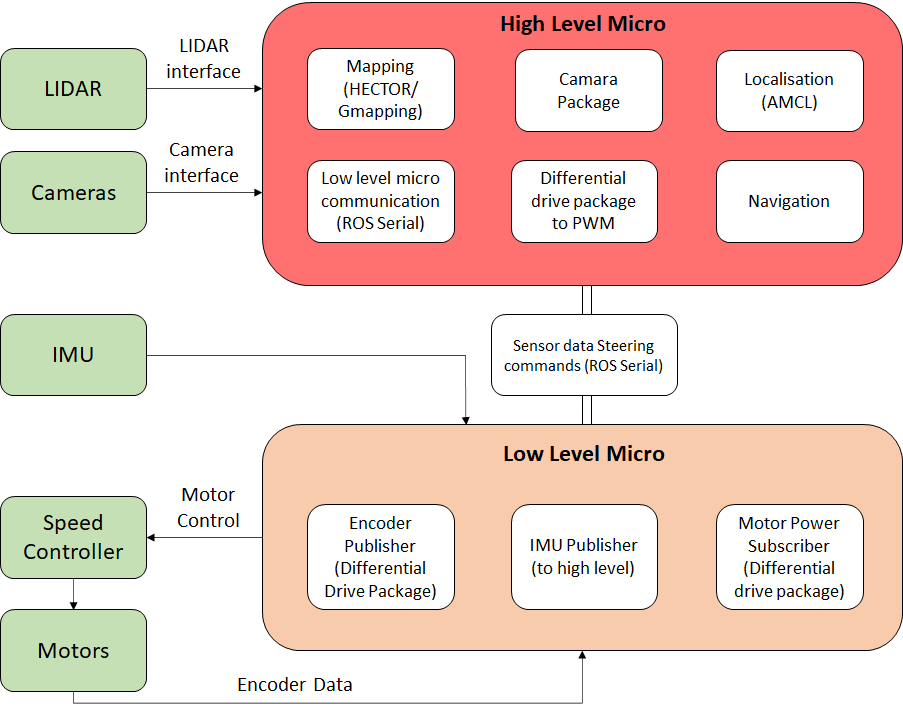 High Level Micro
LIDAR
LIDAR
interface
Mapping
(HECTOR/
Gmapping)
Camara
Package
Localisation
(AMCL)
Cameras
Camera
interface
Low level micro
communication
(ROS Serial)
Differential
drive package
to PWM
Navigation
IMU
Sensor data Steering
commands (ROS Serial)
Low Level Micro
Speed
Controller
Motor
Control
Encoder
Publisher
(Differential
Drive Package)
IMU Publisher
(to high level)
Motor Power
Subscriber
(Differential
drive package)
Motors
Encoder Data